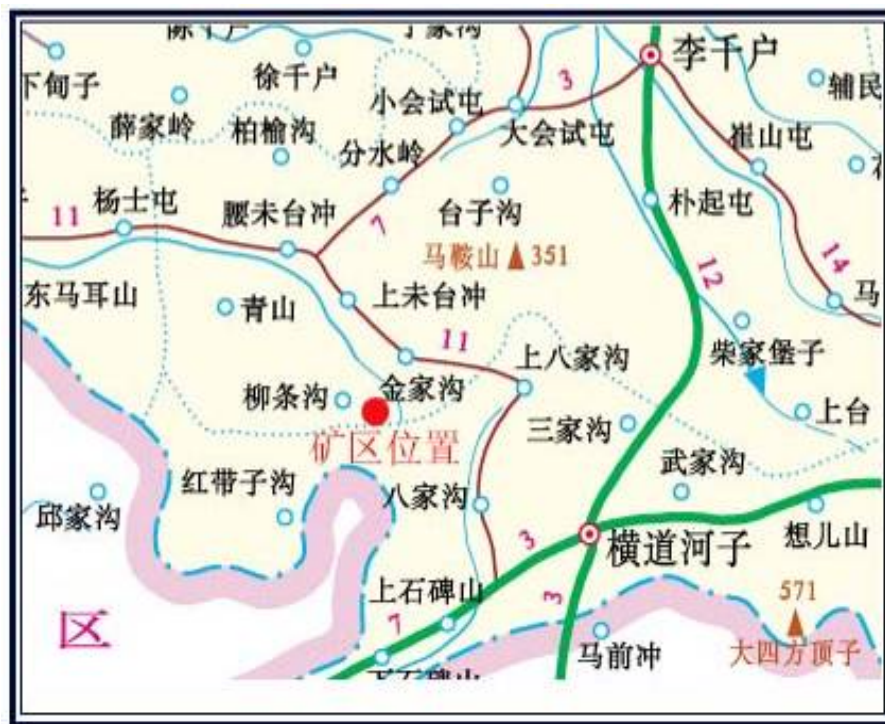 李千户
徐千户
下甸子
辅民
小会试屯
3
薛家岭
柏榆沟
大会试屯
崔山屯
分水岭
11
杨士屯
腰未台冲
7
台子沟
朴起屯
马鞍山
351
12
14
东马耳山
青山
上未台冲
马
11
上八家沟
柴家堡子
柳条沟
金家沟
上台
三家沟
矿区位置
武家沟
红带子沟
八家沟
邱家沟
3
横道河子
想儿山
上石碑山
3
571
区
7
马前冲
大四方顶子